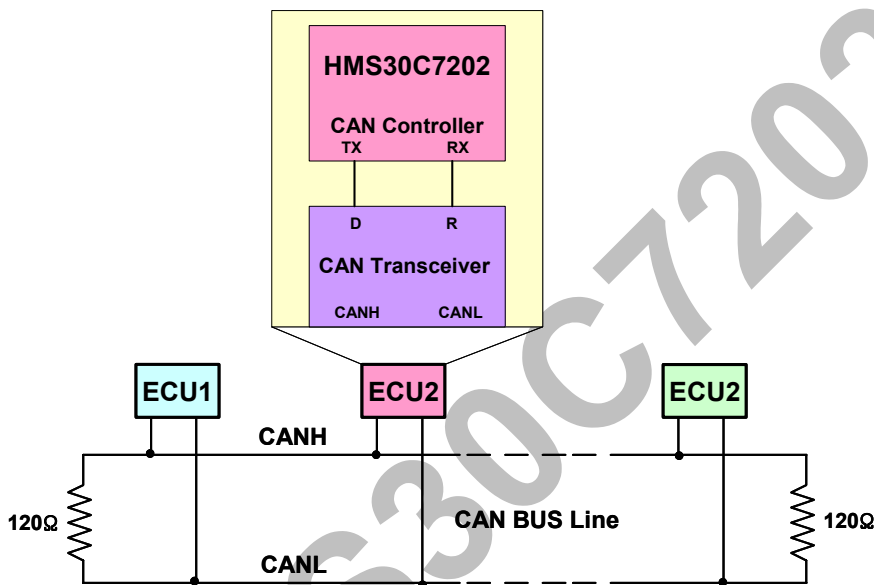 HMS30C7202
CAN Controller
TX RX
D R
CAN Transceiver
CANH CANL
ECU1 ECU2 ECU2
CANH
120Ω CAN BUS Line 120Ω
CANL
S30C7202